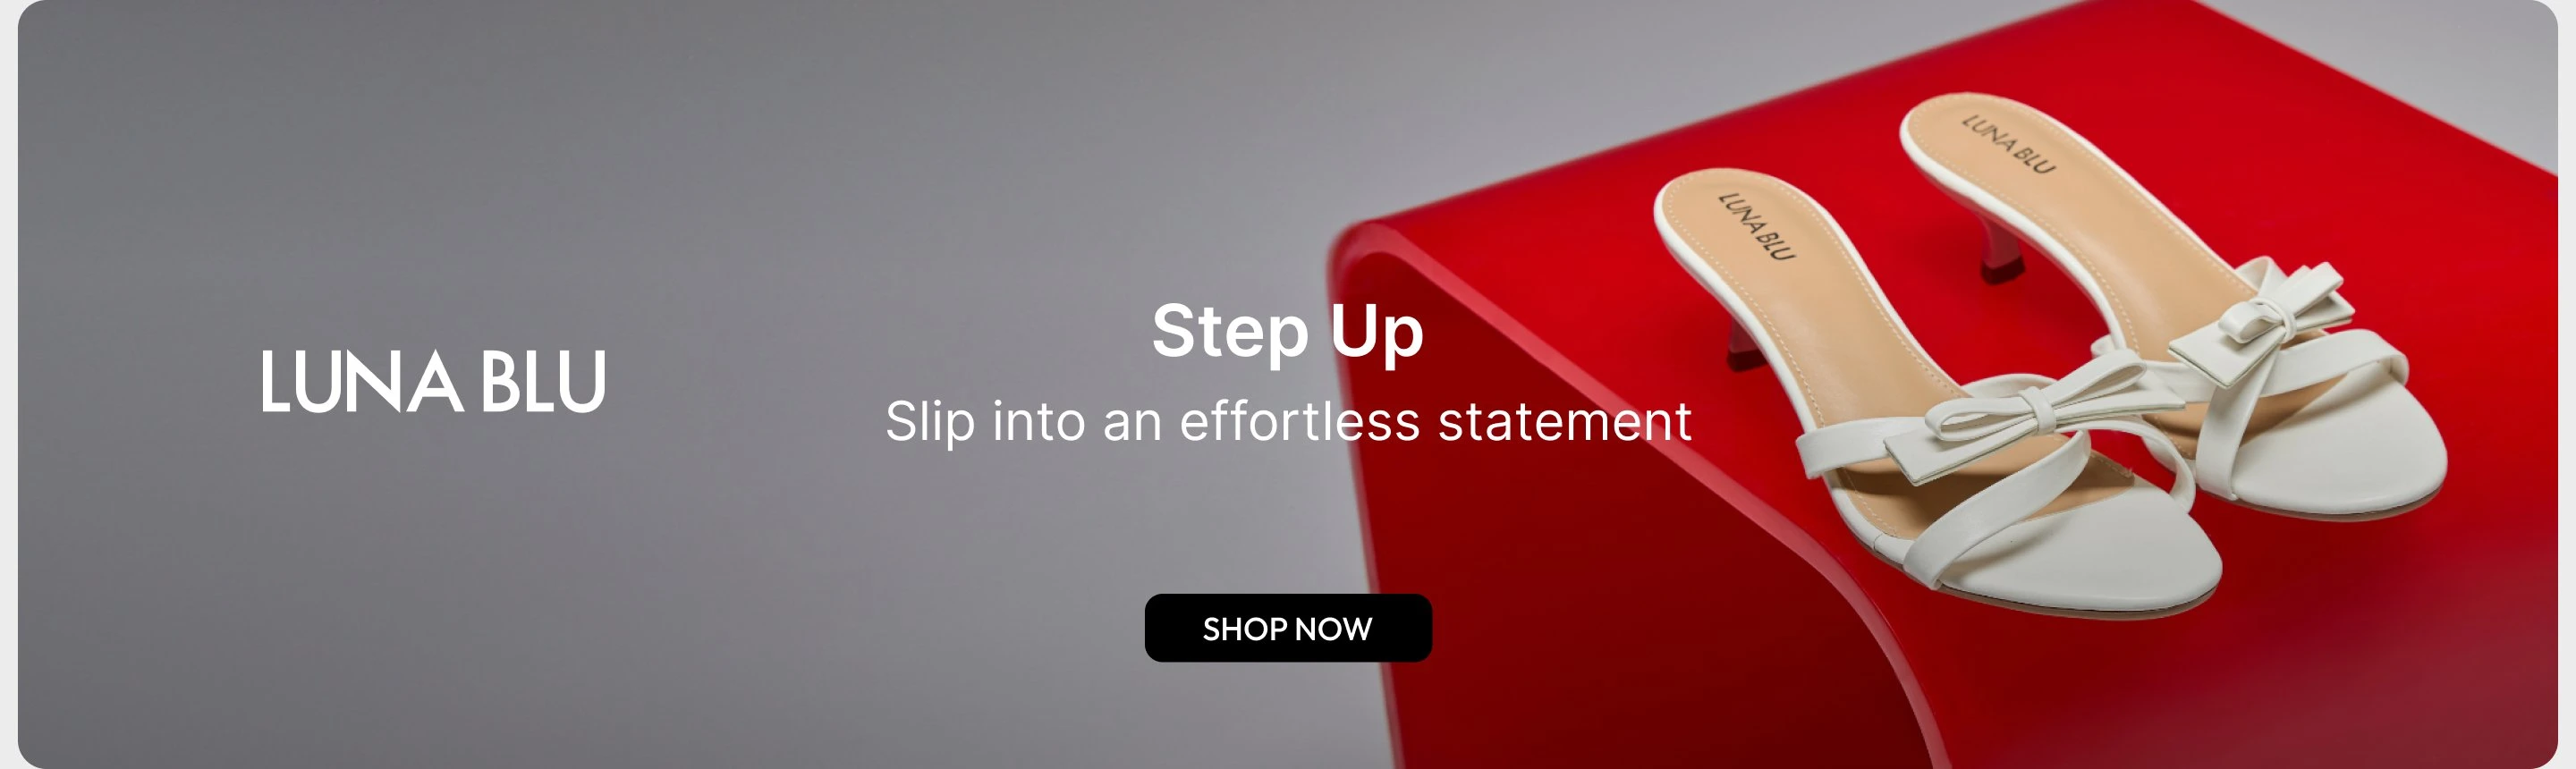 LUNA BLU
Step Up
Slip into an effortless statement
SHOP NOW
LUNA BLU
LUNA BLU